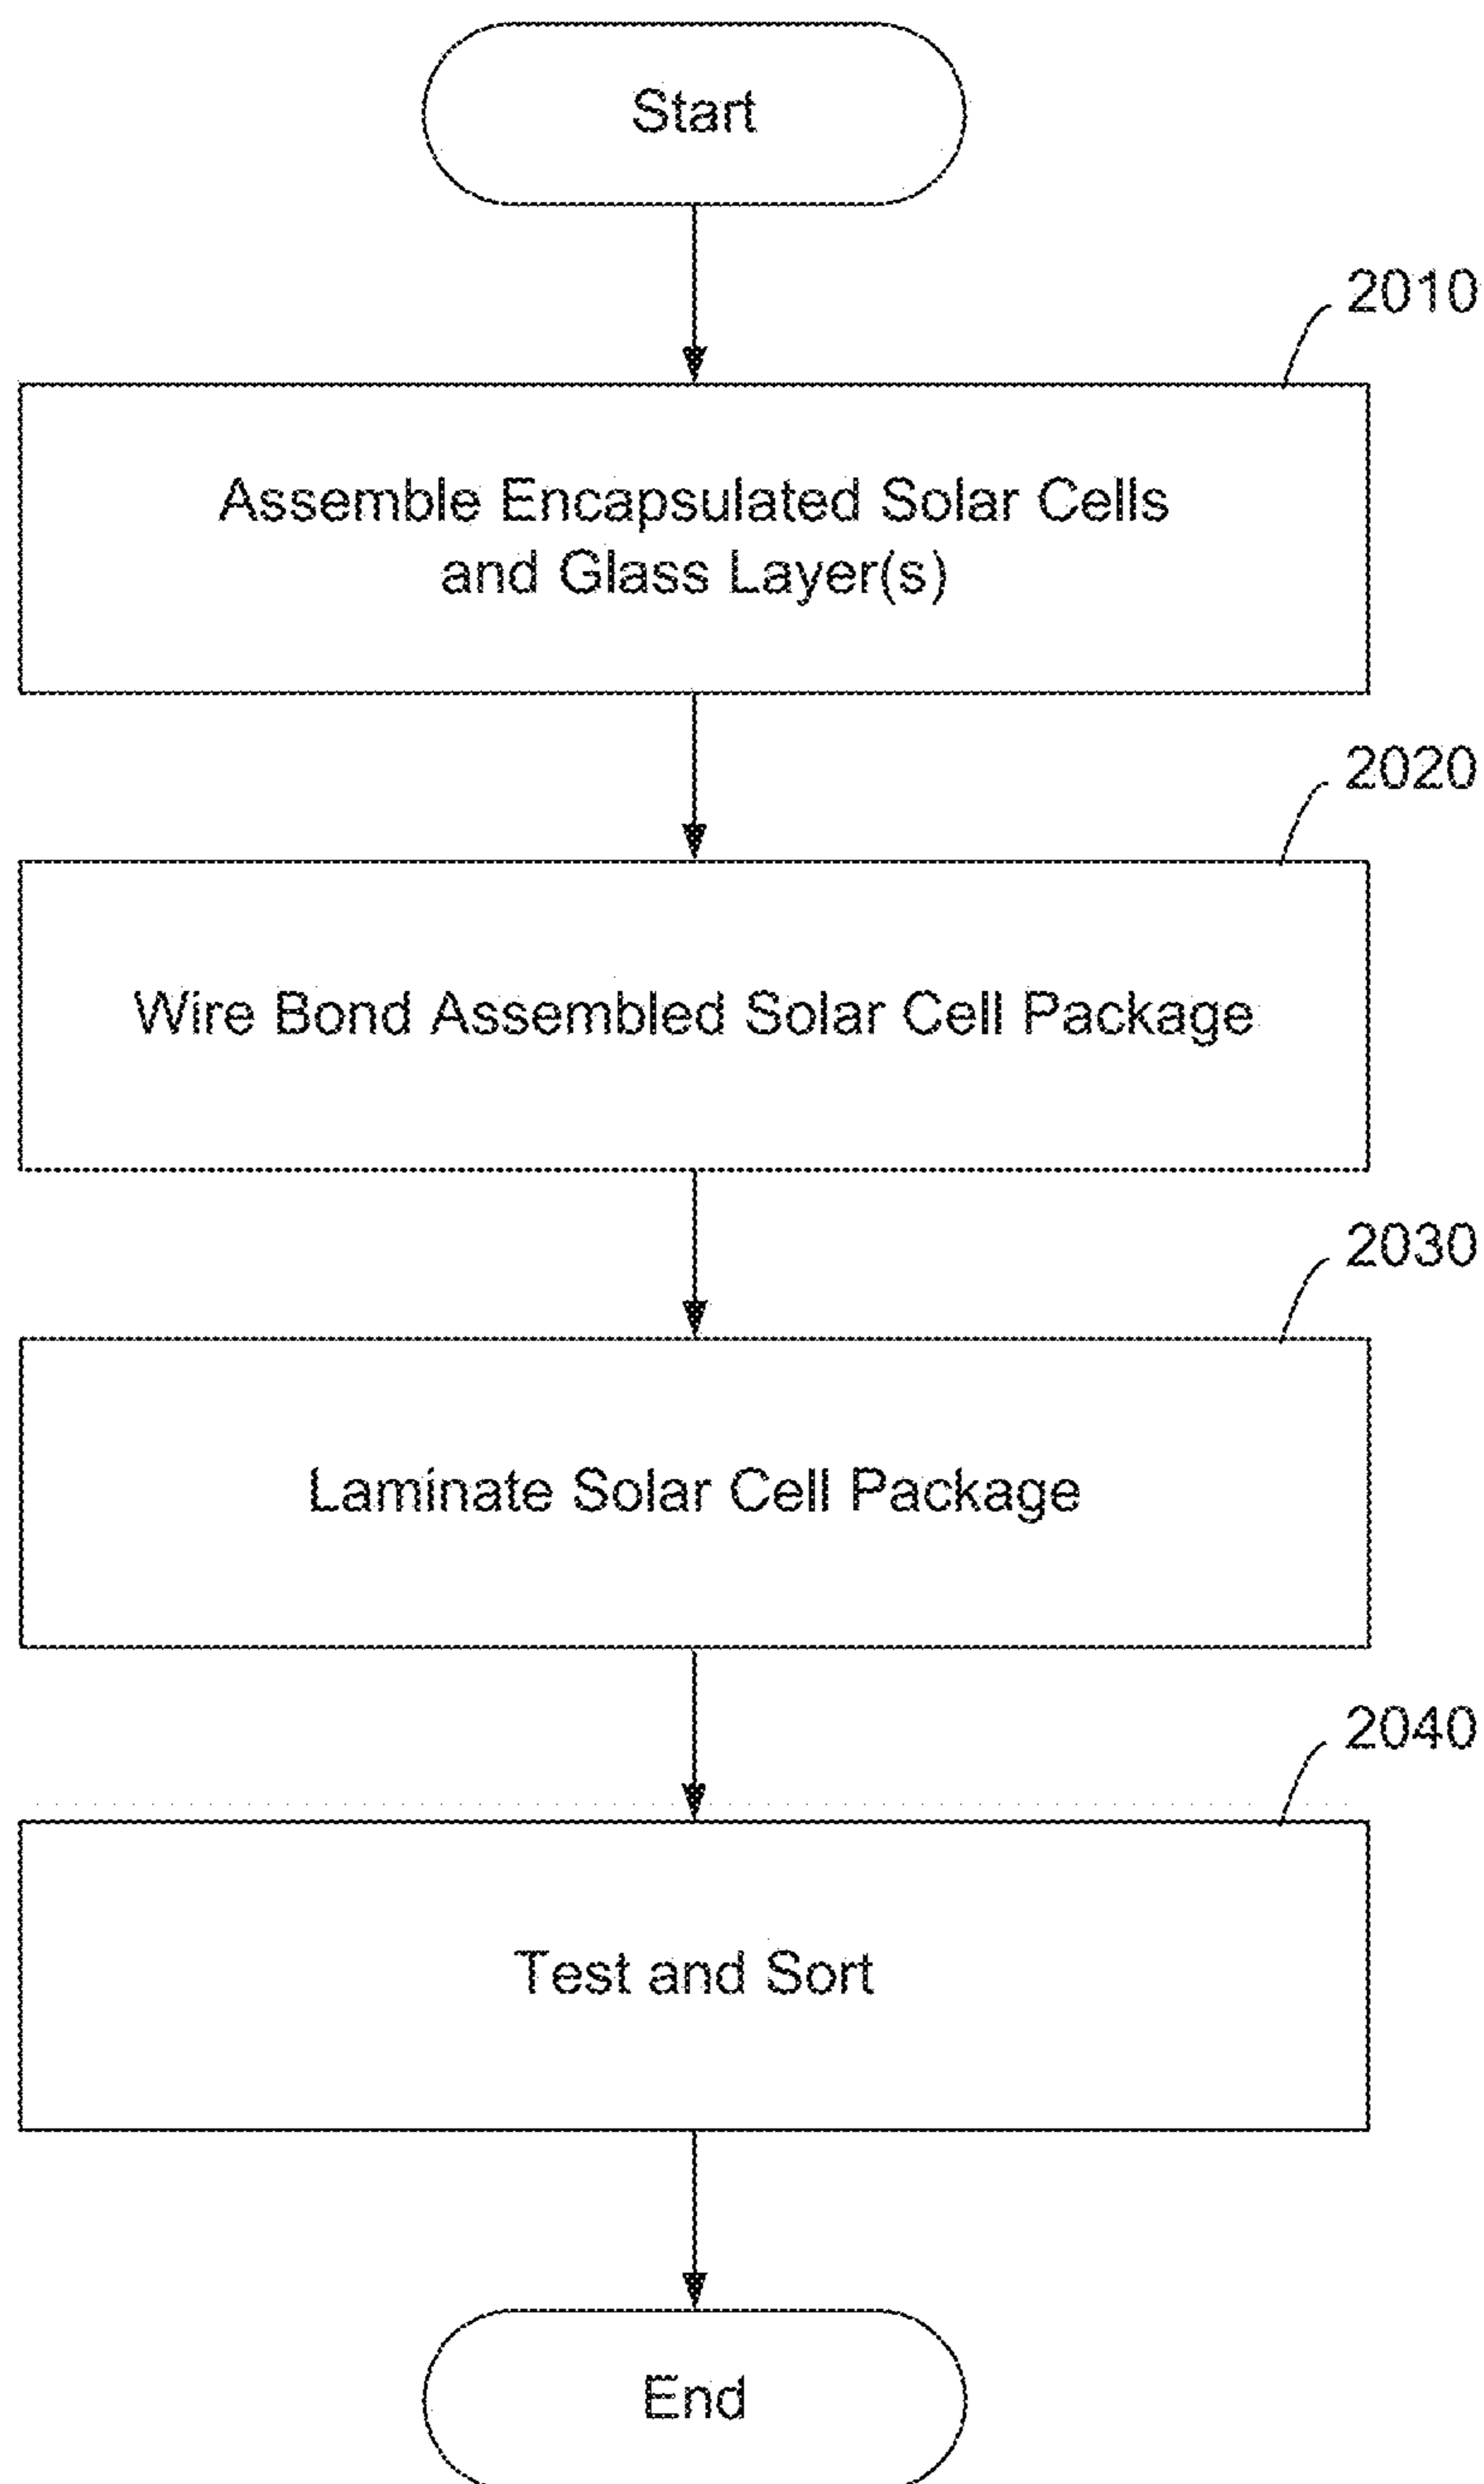 Start
2010
Assemble Encapsulated Solar Cells
and Glass Layer(s)
2020
Wire Bond Assembled Solar Cell Package
2030
Laminate Solar Cell Package
2040
Test and Sort
End